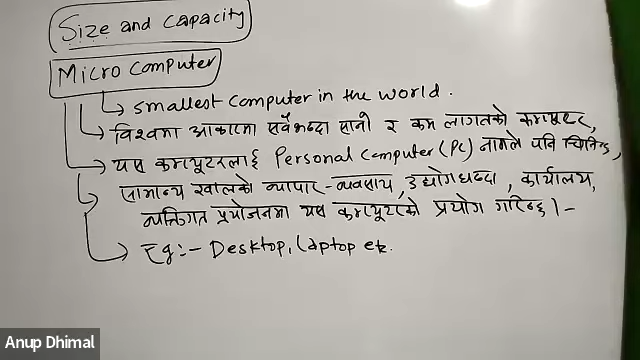 Size and capacity
Micro computer
smallest computer in the world.
विश्वमा आकारमा सबैभन्दा सानो र कम लागतको कम्प्युटर,
यस कम्प्युटरलाई Personal Computer (PC) नामले पनि चिनिन्छ,
सामान्य खालको व्यापार-व्यवसाय, उद्योगधन्दा, कार्यालय,
व्यक्तिगत प्रयोजनमा यस कम्प्युटरको प्रयोग गरिन्छ।-
Eg:- Desktop, Laptop etc.
Anup Dhimal